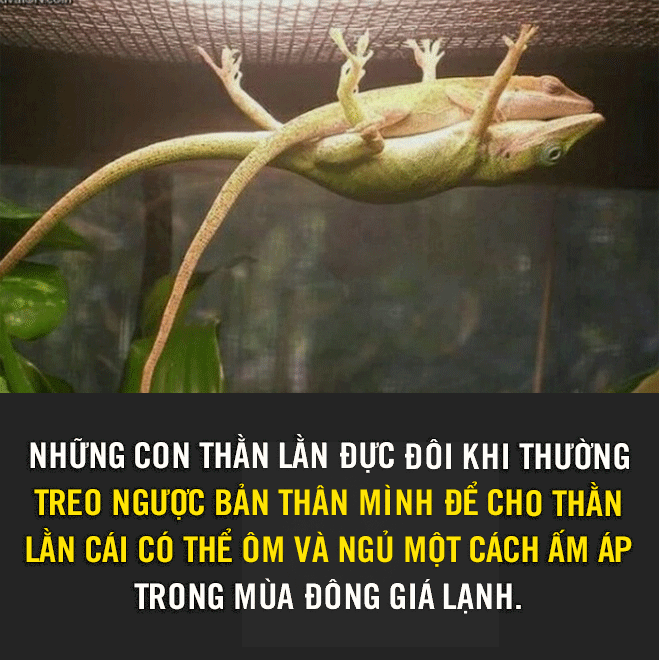 NHỮNG CON THẰN LẰN ĐỰC ĐÔI KHI THƯỜNG
TREO NGƯỢC BẢN THÂN MÌNH ĐỂ CHO THẰN
LẰN CÁI CÓ THỂ ÔM VÀ NGỦ MỘT CÁCH ẤM ÁP
TRONG MÙA ĐÔNG GIÁ LẠNH.